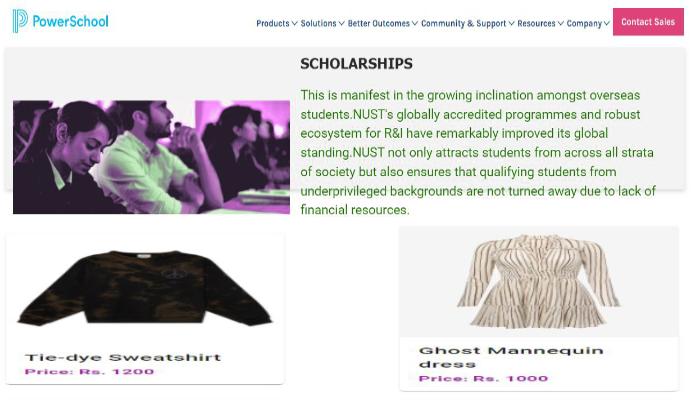 PowerSchool
Products Solutions Better Outcomes Community & Support Resources Company Contact Sales
SCHOLARSHIPS
This is manifest in the growing inclination amongst overseas
students.NUST's globally accredited programmes and robust
ecosystem for R&I have remarkably improved its global
standing.NUST not only attracts students from across all strata
of society but also ensures that qualifying students from
underprivileged backgrounds are not turned away due to lack of
financial resources.
Tie-dye Sweatshirt
Price: Rs. 1200
Ghost Mannequin
dress
Price: Rs. 1000